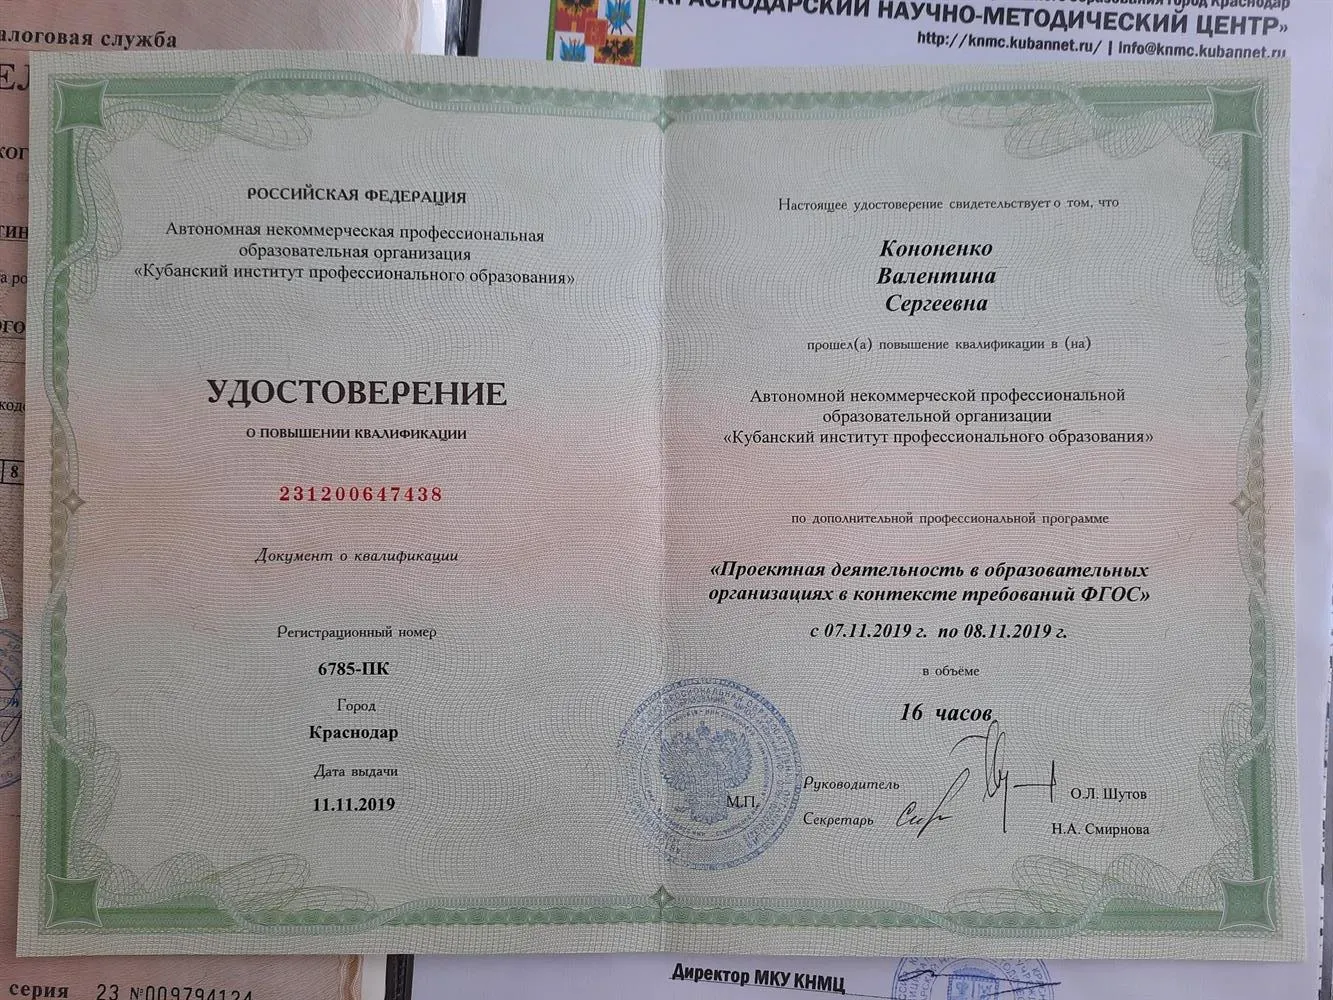 алоговая служба
КРАСНОДАРСКИЙ НАУЧНО-МЕТОДИЧЕСКИЙ ЦЕНТР»
http://knmc.kubannet.ru/ | info@knmc.kubannet.ru
РОССИЙСКАЯ ФЕДЕРАЦИЯ
Автономная некоммерческая профессиональная
образовательная организация
«Кубанский институт профессионального образования»
УДОСТОВЕРЕНИЕ
О ПОВЫШЕНИИ КВАЛИФИКАЦИИ
231200647438
Документ о квалификации
Регистрационный номер
6785-ПК
Город
Краснодар
Дата выдачи
11.11.2019
Настоящее удостоверение свидетельствует о том, что
Кононенко
Валентина
Сергеевна
прошел(а) повышение квалификации в (на)
Автономной некоммерческой профессиональной
образовательной организации
«Кубанский институт профессионального образования»
по дополнительной профессиональной программе
«Проектная деятельность в образовательных
организациях в контексте требований ФГОС»
с 07.11.2019 г. по 08.11.2019 г.
в объёме
16 часов
М.П.
Руководитель
О.Л. Шутов
Секретарь
Н.А. Смирнова
Директор МКУ КНМЦ
серия 23 №009794124